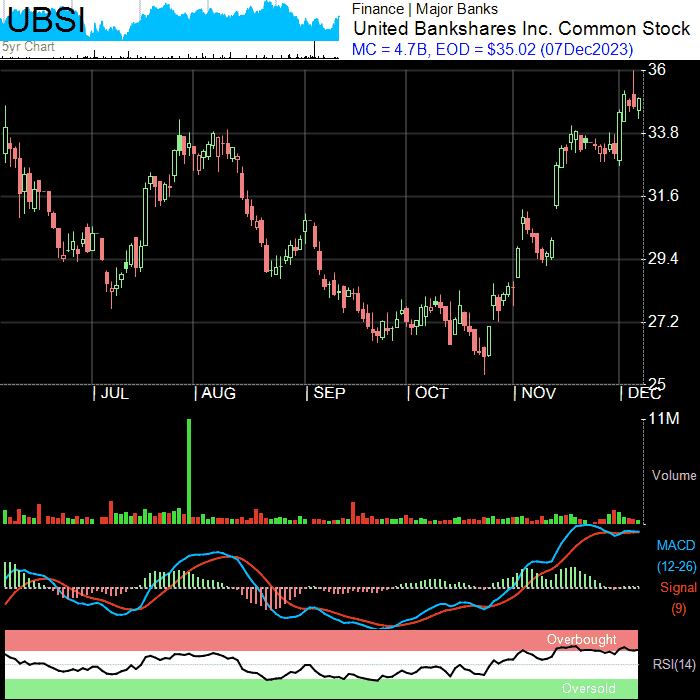 UBSI
5yr Chart
Finance | Major Banks
United Bankshares Inc. Common Stock
MC = 4.7B, EOD = $35.02 (07Dec2023)
36
33.8
31.6
29.4
27.2
25
JUL AUG SEP OCT NOV DEC
11M
Volume
MACD
(12-26)
Signal
(9)
Overbought
RSI(14)
Oversold